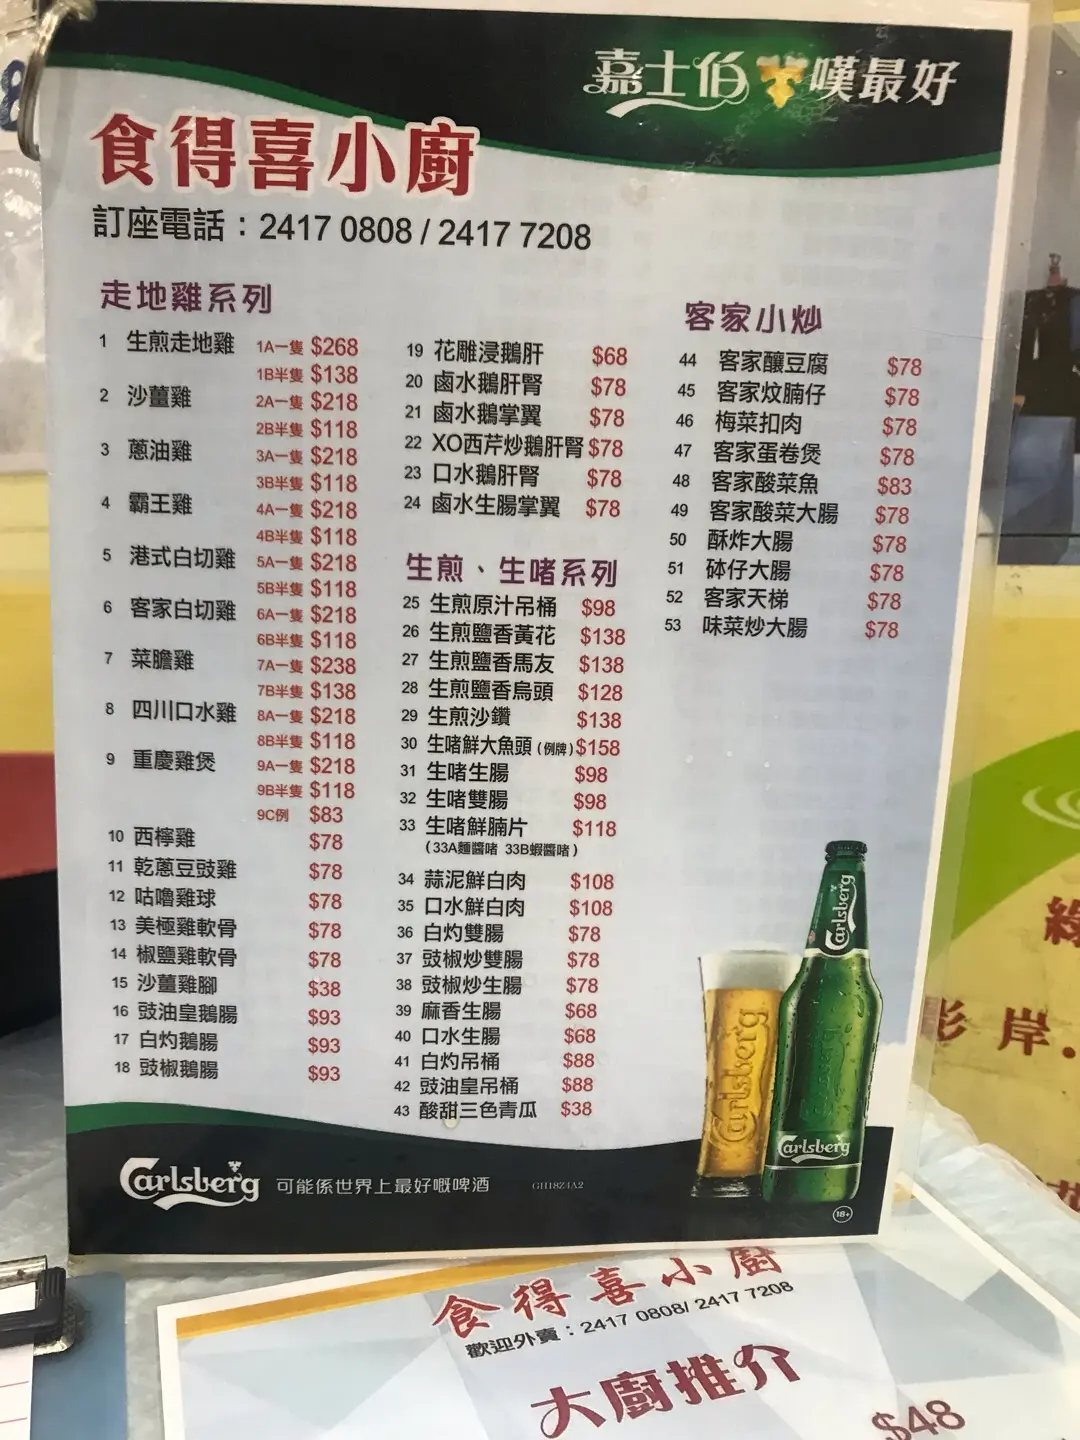 嘉士伯 嘆最好
食得喜小廚
訂座電話：2417 0808 / 2417 7208
走地雞系列
1 生煎走地雞 1A一隻 $268
1B半隻 $138
2 沙薑雞 2A一隻 $218
2B半隻 $118
3 蔥油雞 3A一隻 $218
3B半隻 $118
4 霸王雞 4A一隻 $218
4B半隻 $118
5 港式白切雞 5A一隻 $218
5B半隻 $118
6 客家白切雞 6A一隻 $218
6B半隻 $118
7 菜膽雞 7A一隻 $238
7B半隻 $138
8 四川口水雞 8A一隻 $218
8B半隻 $118
9 重慶雞煲 9A一隻 $218
9B半隻 $118
9C例 $83
10 西檸雞 $78
11 乾蔥豆豉雞 $78
12 咕嚕雞球 $78
13 美極雞軟骨 $78
14 椒鹽雞軟骨 $78
15 沙薑雞腳 $38
16 豉油皇鵝腸 $93
17 白灼鵝腸 $93
18 豉椒鵝腸 $93
19 花雕浸鵝肝 $68
20 鹵水鵝肝腎 $78
21 鹵水鵝掌翼 $78
22 XO西芹炒鵝肝腎 $78
23 口水鵝肝腎 $78
24 鹵水生腸掌翼 $78
生煎、生啫系列
25 生煎原汁吊桶 $98
26 生煎鹽香黃花 $138
27 生煎鹽香馬友 $138
28 生煎鹽香烏頭 $128
29 生煎沙鑽 $138
30 生啫鮮大魚頭（例牌）$158
31 生啫生腸 $98
32 生啫雙腸 $98
33 生啫鮮腩片 $118
（33A麵醬啫 33B蝦醬啫）
34 蒜泥鮮白肉 $108
35 口水鮮白肉 $108
36 白灼雙腸 $78
37 豉椒炒雙腸 $78
38 豉椒炒生腸 $78
39 麻香生腸 $68
40 口水生腸 $68
41 白灼吊桶 $88
42 豉油皇吊桶 $88
43 酸甜三色青瓜 $38
客家小炒
44 客家釀豆腐 $78
45 客家炆腩仔 $78
46 梅菜扣肉 $78
47 客家蛋卷煲 $78
48 客家酸菜魚 $83
49 客家酸菜大腸 $78
50 酥炸大腸 $78
51 砵仔大腸 $78
52 客家天梯 $78
53 味菜炒大腸 $78
Carlsberg
Carlsberg
Carlsberg
Carlsberg 可能係世界上最好嘅啤酒 GH18Z4A2
18+
彡 岸.
食得喜小廚
歡迎外賣：2417 0808/ 2417 7208
大廚推介
$48